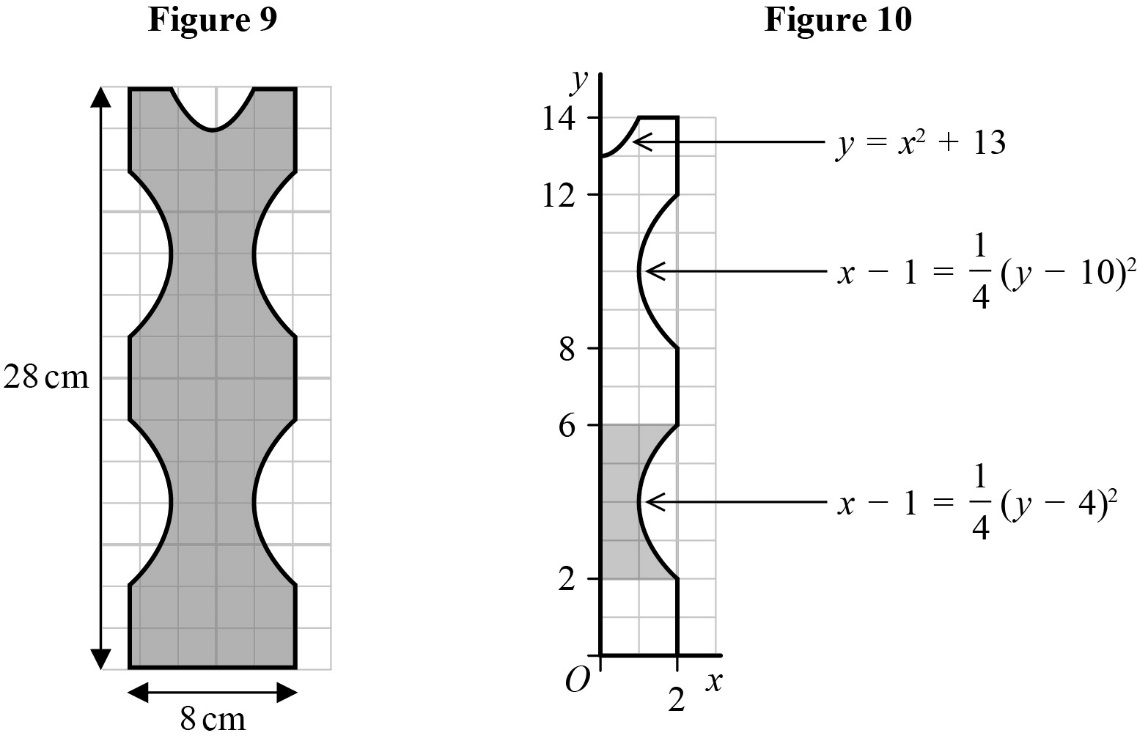 Figure 9
28 cm
8 cm
Figure 10
y
14
y = x² + 13
12
x − 1 = 1/4 (y − 10)²
8
6
x − 1 = 1/4 (y − 4)²
2
O
2
x